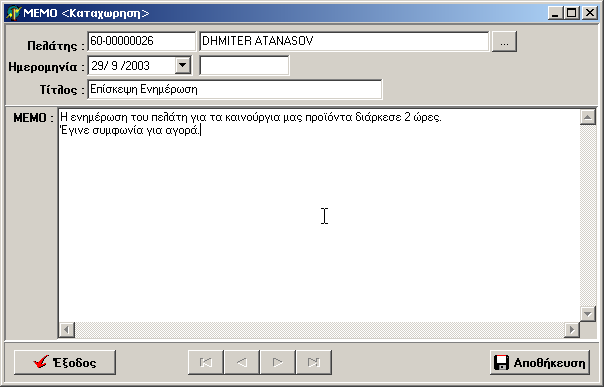 MEMO <Καταχωρηση>
Πελάτης : 60-00000026 DHMITER ATANASOV ...
Ημερομηνία : 29/ 9 /2003
Τίτλος : Επίσκεψη Ενημέρωση
MEMO : Η ενημέρωση του πελάτη για τα καινούργια μας προϊόντα διάρκεσε 2 ώρες.
Έγινε συμφωνία για αγορά.
Έξοδος Αποθήκευση